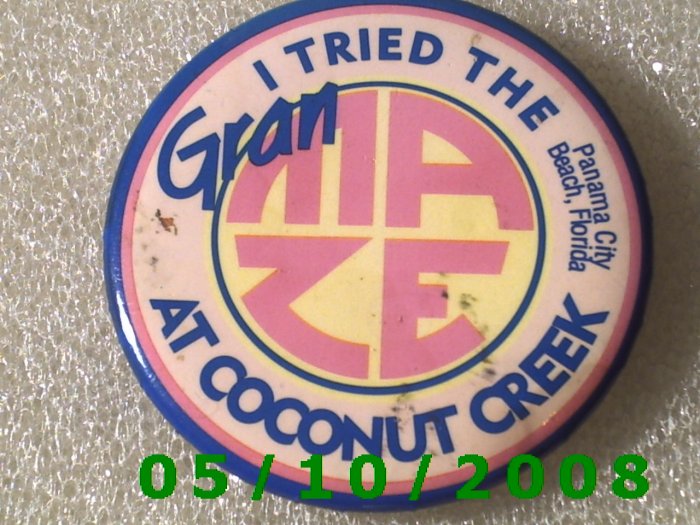 I TRIED THE
Gran
MA
ZE
Panama City
Beach, Florida
AT COCONUT CREEK
05/10/2008